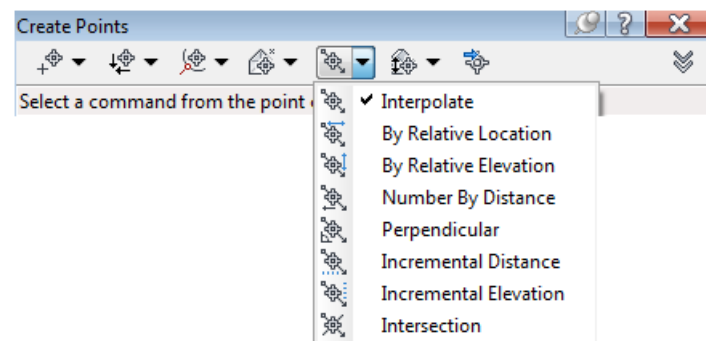 Create Points
Select a command from the point
Interpolate
By Relative Location
By Relative Elevation
Number By Distance
Perpendicular
Incremental Distance
Incremental Elevation
Intersection